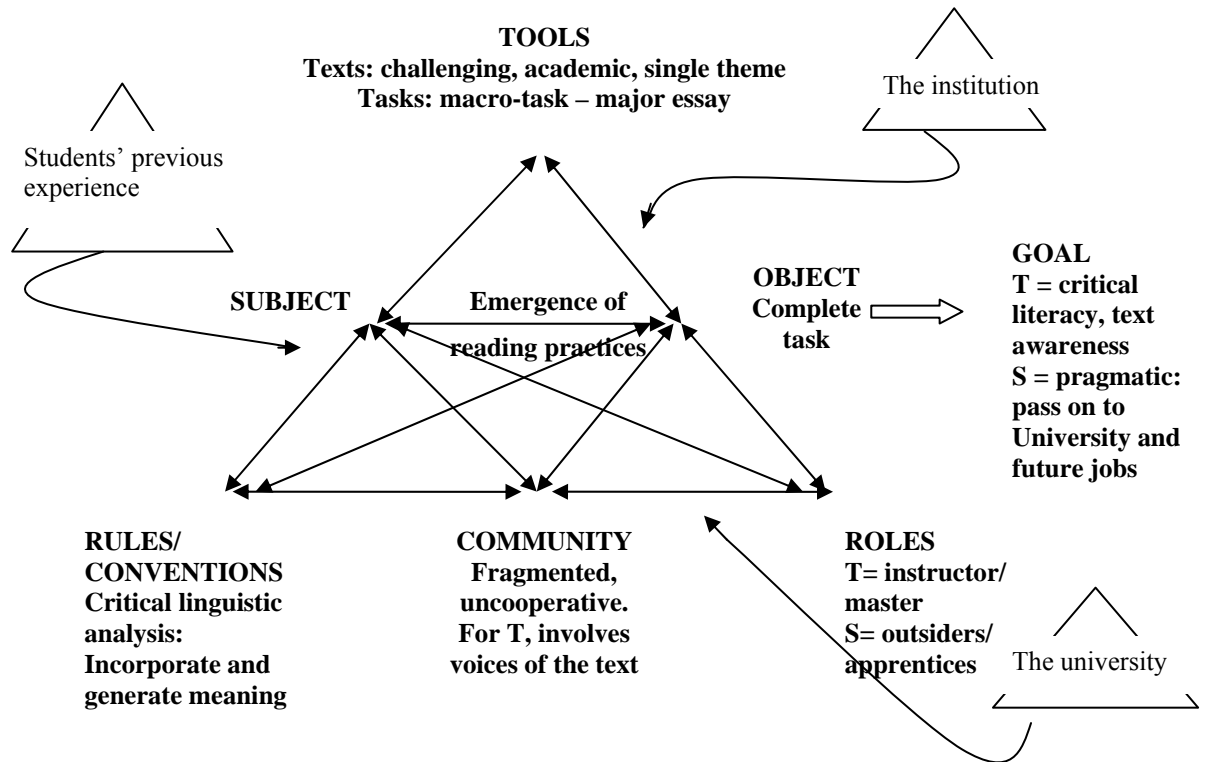 TOOLS
Texts: challenging, academic, single theme
Tasks: macro-task – major essay
The institution
Students’ previous
experience
SUBJECT
Emergence of
reading practices
OBJECT
Complete
task
GOAL
T = critical
literacy, text
awareness
S = pragmatic:
pass on to
University and
future jobs
RULES/
CONVENTIONS
Critical linguistic
analysis:
Incorporate and
generate meaning
COMMUNITY
Fragmented,
uncooperative.
For T, involves
voices of the text
ROLES
T= instructor/
master
S= outsiders/
apprentices
The university